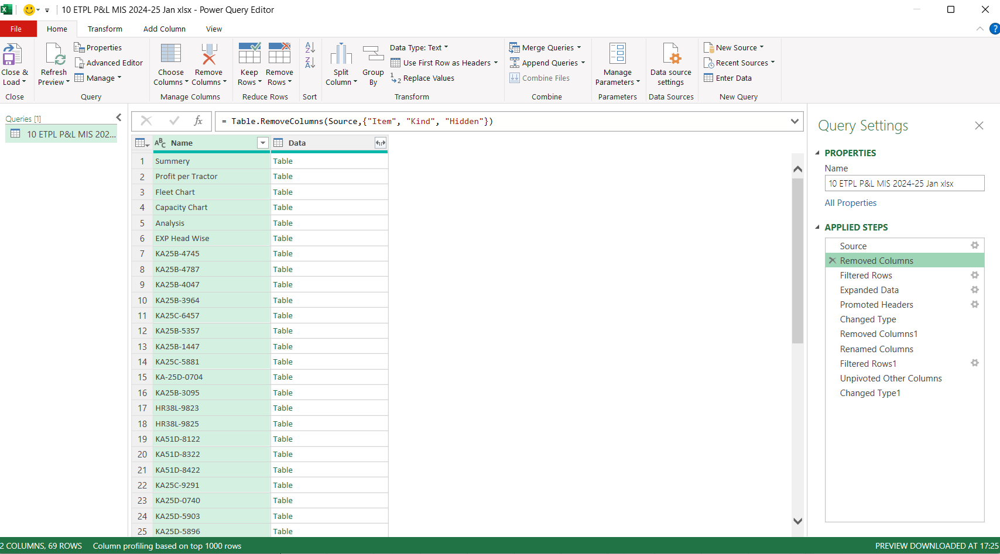 10 ETPL P&L MIS 2024-25 Jan xlsx - Power Query Editor
File Home Transform Add Column View
Close & Load
Close
Refresh Preview
Properties
Advanced Editor
Manage
Query
Choose Columns
Remove Columns
Manage Columns
Keep Rows
Remove Rows
Reduce Rows
Sort
Split Column
Group By
Data Type: Text
Use First Row as Headers
Replace Values
Transform
Merge Queries
Append Queries
Combine Files
Combine
Manage Parameters
Parameters
Data source settings
Data Sources
New Source
Recent Sources
Enter Data
New Query
Queries [1]
10 ETPL P&L MIS 202...
fx
= Table.RemoveColumns(Source,{"Item", "Kind", "Hidden"})
ABC Name Data
1 Summery Table
2 Profit per Tractor Table
3 Fleet Chart Table
4 Capacity Chart Table
5 Analysis Table
6 EXP Head Wise Table
7 KA25B-4745 Table
8 KA25B-4787 Table
9 KA25B-4047 Table
10 KA25B-3964 Table
11 KA25C-6457 Table
12 KA25B-5357 Table
13 KA25B-1447 Table
14 KA25C-5881 Table
15 KA-25D-0704 Table
16 KA25B-3095 Table
17 HR38L-9823 Table
18 HR38L-9825 Table
19 KA51D-8122 Table
20 KA51D-8322 Table
21 KA51D-8422 Table
22 KA25C-9291 Table
23 KA25D-0740 Table
24 KA25D-5903 Table
25 KA25D-5896 Table
Query Settings
PROPERTIES
Name
10 ETPL P&L MIS 2024-25 Jan xlsx
All Properties
APPLIED STEPS
Source
Removed Columns
Filtered Rows
Expanded Data
Promoted Headers
Changed Type
Removed Columns1
Renamed Columns
Filtered Rows1
Unpivoted Other Columns
Changed Type1
2 COLUMNS, 69 ROWS Column profiling based on top 1000 rows
PREVIEW DOWNLOADED AT 17:25